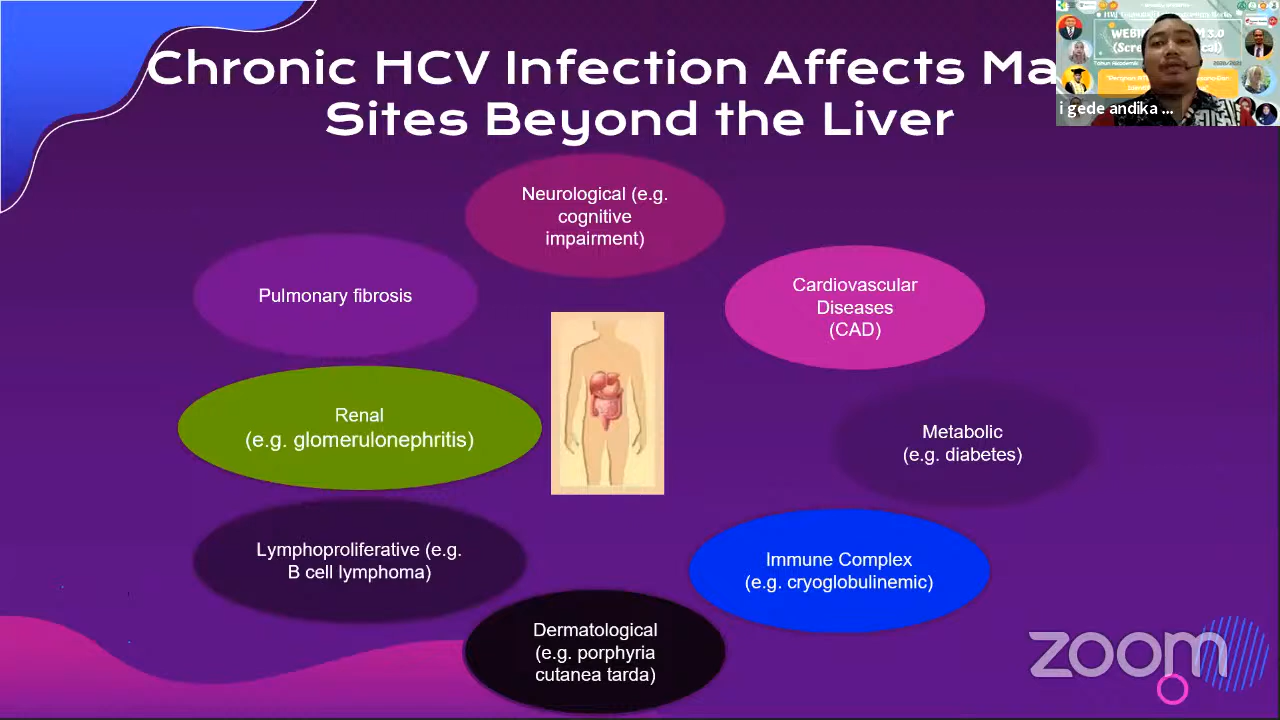 Chronic HCV Infection Affects Ma
Sites Beyond the Liver
i gede andika ...
Neurological (e.g.
cognitive
impairment)
Pulmonary fibrosis
Cardiovascular
Diseases
(CAD)
Renal
(e.g. glomerulonephritis)
Metabolic
(e.g. diabetes)
Lymphoproliferative (e.g.
B cell lymphoma)
Immune Complex
(e.g. cryoglobulinemic)
Dermatological
(e.g. porphyria
cutanea tarda)
zoom